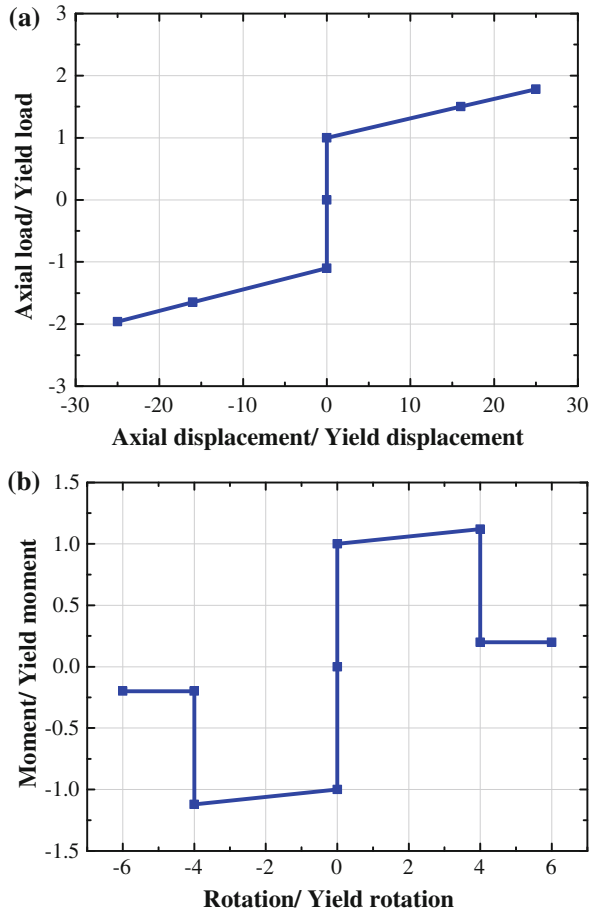 (a)
3
2
1
0
-1
-2
-3
Axial load/ Yield load
-30 -20 -10 0 10 20 30
Axial displacement/ Yield displacement
(b)
1.5
1.0
0.5
0.0
-0.5
-1.0
-1.5
Moment/ Yield moment
-6 -4 -2 0 2 4 6
Rotation/ Yield rotation